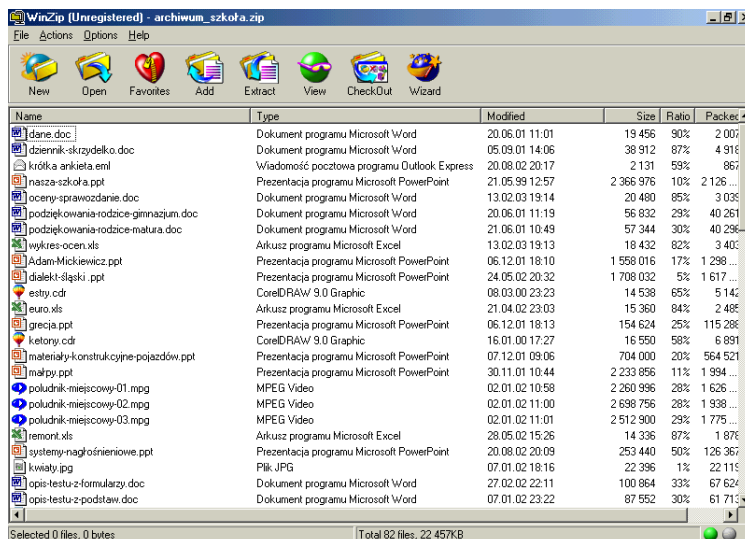 WinZip (Unregistered) - archiwum_szkoła.zip
File Actions Options Help
New Open Favorites Add Extract View CheckOut Wizard
Name Type Modified Size Ratio Packed
dane.doc Dokument programu Microsoft Word 20.06.01 11:01 19 456 90% 2 007
dziennik-skrzydelko.doc Dokument programu Microsoft Word 05.09.01 14:06 38 912 87% 4 918
krótka ankieta.eml Wiadomość pocztowa programu Outlook Express 20.08.02 20:17 2 131 59% 867
nasza-szkoła.ppt Prezentacja programu Microsoft PowerPoint 21.05.99 12:57 2 366 976 10% 2 126 ...
oceny-sprawozdanie.doc Dokument programu Microsoft Word 13.02.03 19:14 20 480 85% 3 039
podziękowania-rodzice-gimnazjum.doc Dokument programu Microsoft Word 20.06.01 11:19 56 832 29% 40 261
podziękowania-rodzice-matura.doc Dokument programu Microsoft Word 21.06.01 10:49 57 344 30% 40 296
wykres-ocen.xls Arkusz programu Microsoft Excel 13.02.03 19:13 18 432 82% 3 403
Adam-Mickiewicz.ppt Prezentacja programu Microsoft PowerPoint 06.12.01 18:10 1 558 016 17% 1 298 ...
dialekt-śląski .ppt Prezentacja programu Microsoft PowerPoint 24.05.02 20:32 1 708 032 5% 1 617 ...
estry.cdr CorelDRAW 9.0 Graphic 08.03.00 23:23 14 538 65% 5 142
euro.xls Arkusz programu Microsoft Excel 21.04.02 23:03 15 360 84% 2 485
grecja.ppt Prezentacja programu Microsoft PowerPoint 06.12.01 18:13 154 624 25% 115 288
ketony.cdr CorelDRAW 9.0 Graphic 16.01.00 17:27 16 550 58% 6 891
materiały-konstrukcyjne-pojazdów.ppt Prezentacja programu Microsoft PowerPoint 07.12.01 09:06 704 000 20% 564 521
małpy.ppt Prezentacja programu Microsoft PowerPoint 30.11.01 10:44 2 233 856 11% 1 994 ...
poludnik-miejscowy-01.mpg MPEG Video 02.01.02 10:58 2 260 996 28% 1 626 ...
poludnik-miejscowy-02.mpg MPEG Video 02.01.02 11:00 2 698 756 28% 1 938 ...
poludnik-miejscowy-03.mpg MPEG Video 02.01.02 11:01 2 512 900 29% 1 775 ...
remont.xls Arkusz programu Microsoft Excel 28.05.02 15:26 14 336 87% 1 878
systemy-nagłośnieniowe.ppt Prezentacja programu Microsoft PowerPoint 20.08.02 20:09 253 440 50% 126 367
kwiaty.jpg Plik JPG 07.01.02 18:16 22 396 1% 22 119
opis-testu-z-formularzy.doc Dokument programu Microsoft Word 27.02.02 22:11 100 864 33% 67 624
opis-testu-z-podstaw.doc Dokument programu Microsoft Word 07.01.02 23:22 87 552 30% 61 713
Selected 0 files, 0 bytes Total 82 files, 22 457KB